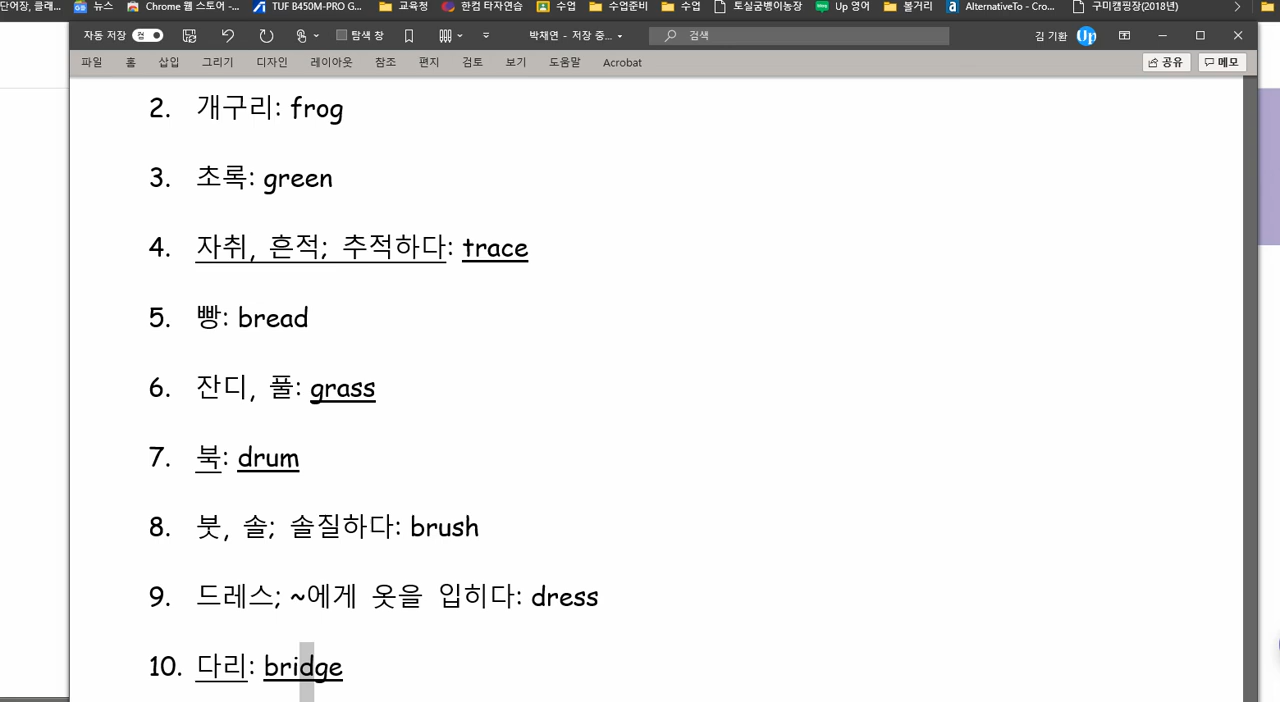 단어장, 클래... 뉴스 Chrome 웹 스토어 -... TUF B450M-PRO G... 교육청 한컴 타자연습 수업 수업준비 수업 토실굼벵이농장 Up 영어 볼거리 AlternativeTo - Cro... 구미캠핑장(2018년)
자동 저장 박채연 - 저장 중... 검색 김 기환 Up
탐색 창
파일 홈 삽입 그리기 디자인 레이아웃 참조 편지 검토 보기 도움말 Acrobat 공유 메모
2. 개구리: frog
3. 초록: green
4. 자취, 흔적; 추적하다: trace
5. 빵: bread
6. 잔디, 풀: grass
7. 북: drum
8. 붓, 솔; 솔질하다: brush
9. 드레스; ~에게 옷을 입히다: dress
10. 다리: bridge